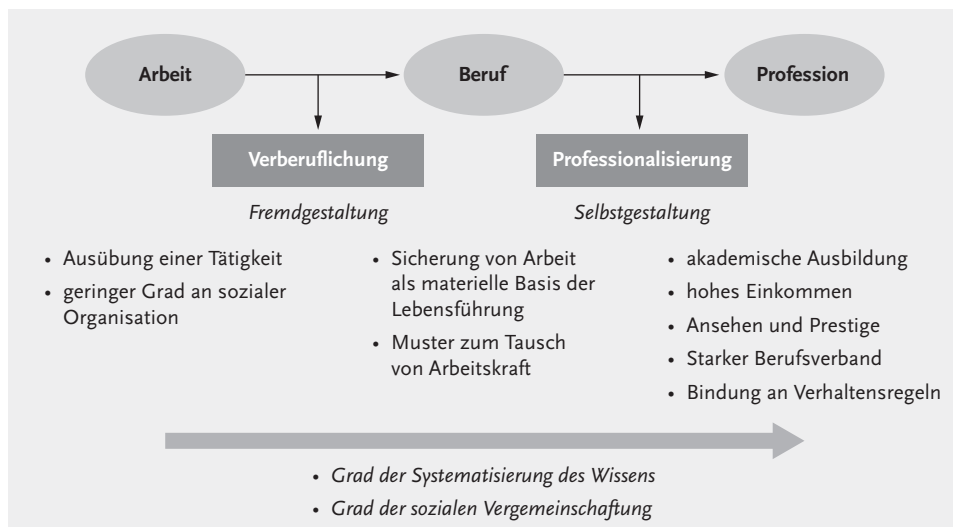 Arbeit
Beruf
Profession
Verberuflichung
Professionalisierung
Fremdgestaltung
Selbstgestaltung
• Ausübung einer Tätigkeit
• geringer Grad an sozialer
Organisation
• Sicherung von Arbeit
als materielle Basis der
Lebensführung
• Muster zum Tausch
von Arbeitskraft
• akademische Ausbildung
• hohes Einkommen
• Ansehen und Prestige
• Starker Berufsverband
• Bindung an Verhaltensregeln
• Grad der Systematisierung des Wissens
• Grad der sozialen Vergemeinschaftung